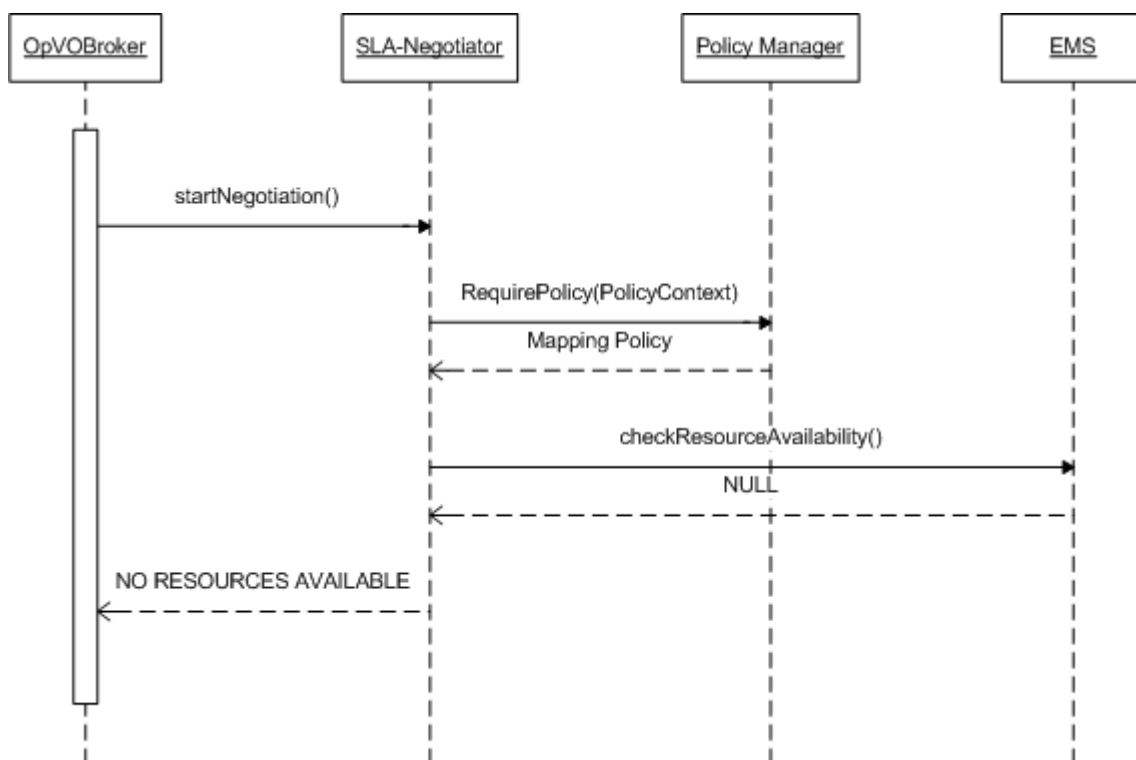 OpVOBroker
SLA-Negotiator
Policy Manager
EMS
startNegotiation()
RequirePolicy(PolicyContext)
Mapping Policy
checkResourceAvailability()
NULL
NO RESOURCES AVAILABLE